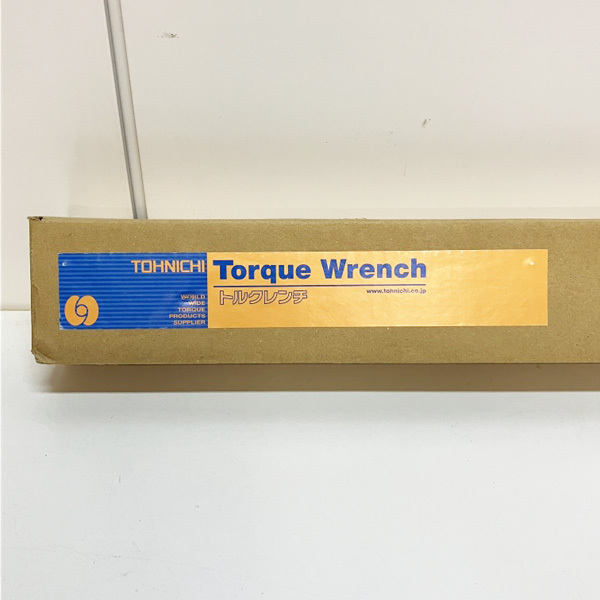 TOHNICHI
WORLD
WIDE
TORQUE
PRODUCTS
SUPPLIER
Torque Wrench
トルクレンチ
www.tohnichi.co.jp